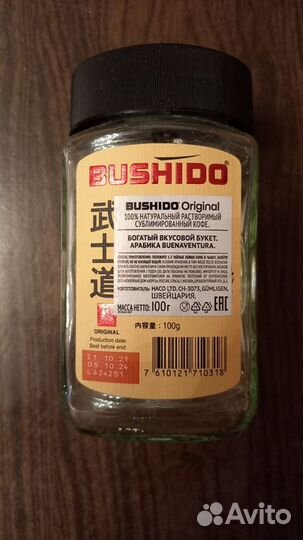 BUSHIDO®
武士道
BUSHIDO® Original
100% НАТУРАЛЬНЫЙ РАСТВОРИМЫЙ
СУБЛИМИРОВАННЫЙ КОФЕ.
БОГАТЫЙ ВКУСОВОЙ БУКЕТ.
АРАБИКА BUENAVENTURA.
ИЗГОТОВИТЕЛЬ: HACO LTD. CH-3073, GÜMLIGEN,
ШВЕЙЦАРИЯ.
МАССА НЕТТО: 100 г
EAC
ORIGINAL
内容量: 100g
Production date:
Best before end:
21.10.21
05.10.24
L424251
7 610121 710318
Avito